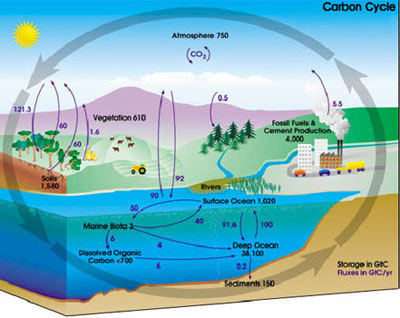 Carbon Cycle
Atmosphere 750
CO2
121.3
60
60
1.6
Vegetation 610
0.5
5.5
Fossil Fuels &
Cement Production
4,000
Soils
1,580
90
92
Rivers
Surface Ocean 1,020
50
40
Marine Biota 3
91.6
100
6
4
Dissolved Organic
Carbon <700
6
Deep Ocean
38,100
0.2
Sediments 150
Storage in GtC
Fluxes in GtC/yr